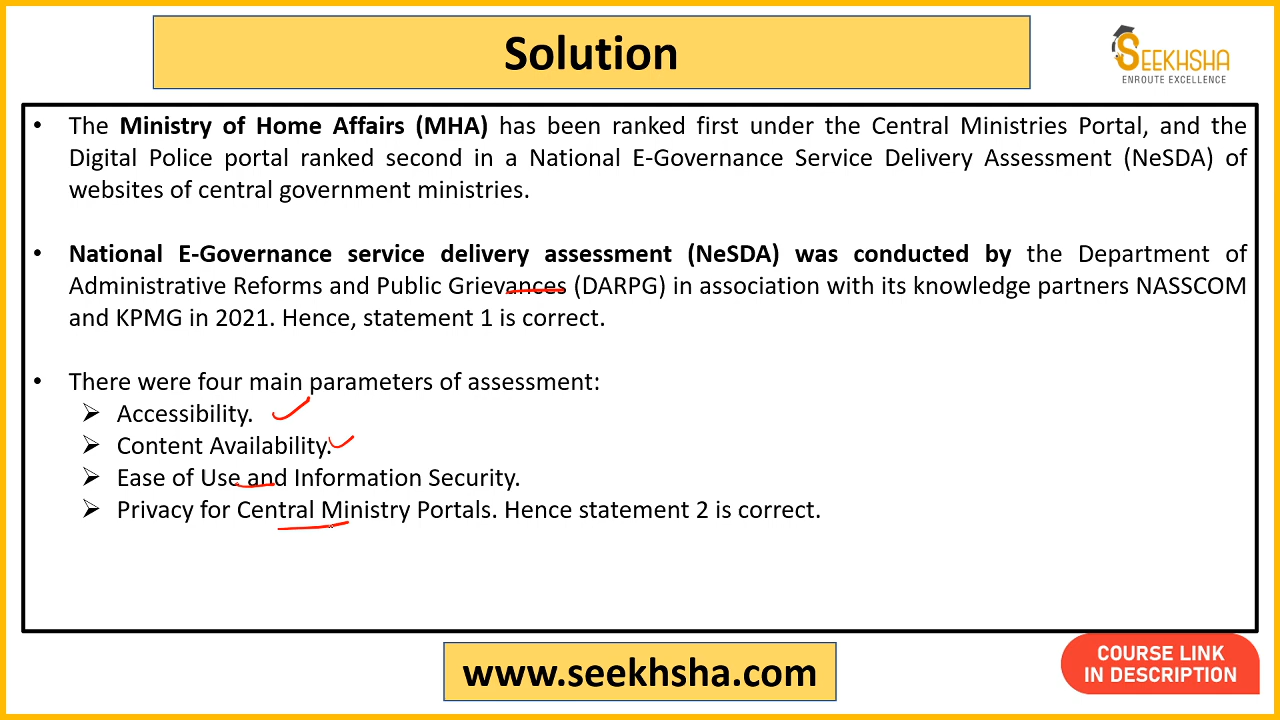 Solution
SEEKHSHA
ENROUTE EXCELLENCE
• The Ministry of Home Affairs (MHA) has been ranked first under the Central Ministries Portal, and the
Digital Police portal ranked second in a National E-Governance Service Delivery Assessment (NeSDA) of
websites of central government ministries.
• National E-Governance service delivery assessment (NeSDA) was conducted by the Department of
Administrative Reforms and Public Grievances (DARPG) in association with its knowledge partners NASSCOM
and KPMG in 2021. Hence, statement 1 is correct.
• There were four main parameters of assessment:
➢ Accessibility.
➢ Content Availability.
➢ Ease of Use and Information Security.
➢ Privacy for Central Ministry Portals. Hence statement 2 is correct.
www.seekhsha.com
COURSE LINK
IN DESCRIPTION